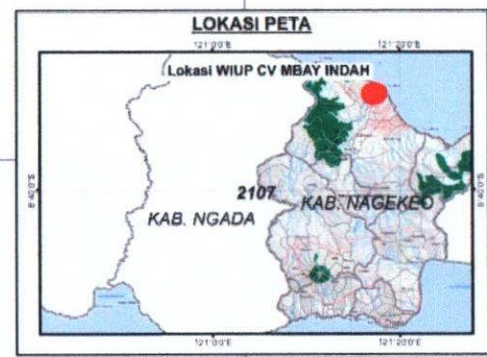 LOKASI PETA
121°0'0"E 121°20'0"E
Lokasi WIUP CV MBAY INDAH
8°40'0"S 8°40'0"S
2107
KAB. NGADA KAB. NAGEKEO
121°0'0"E 121°20'0"E